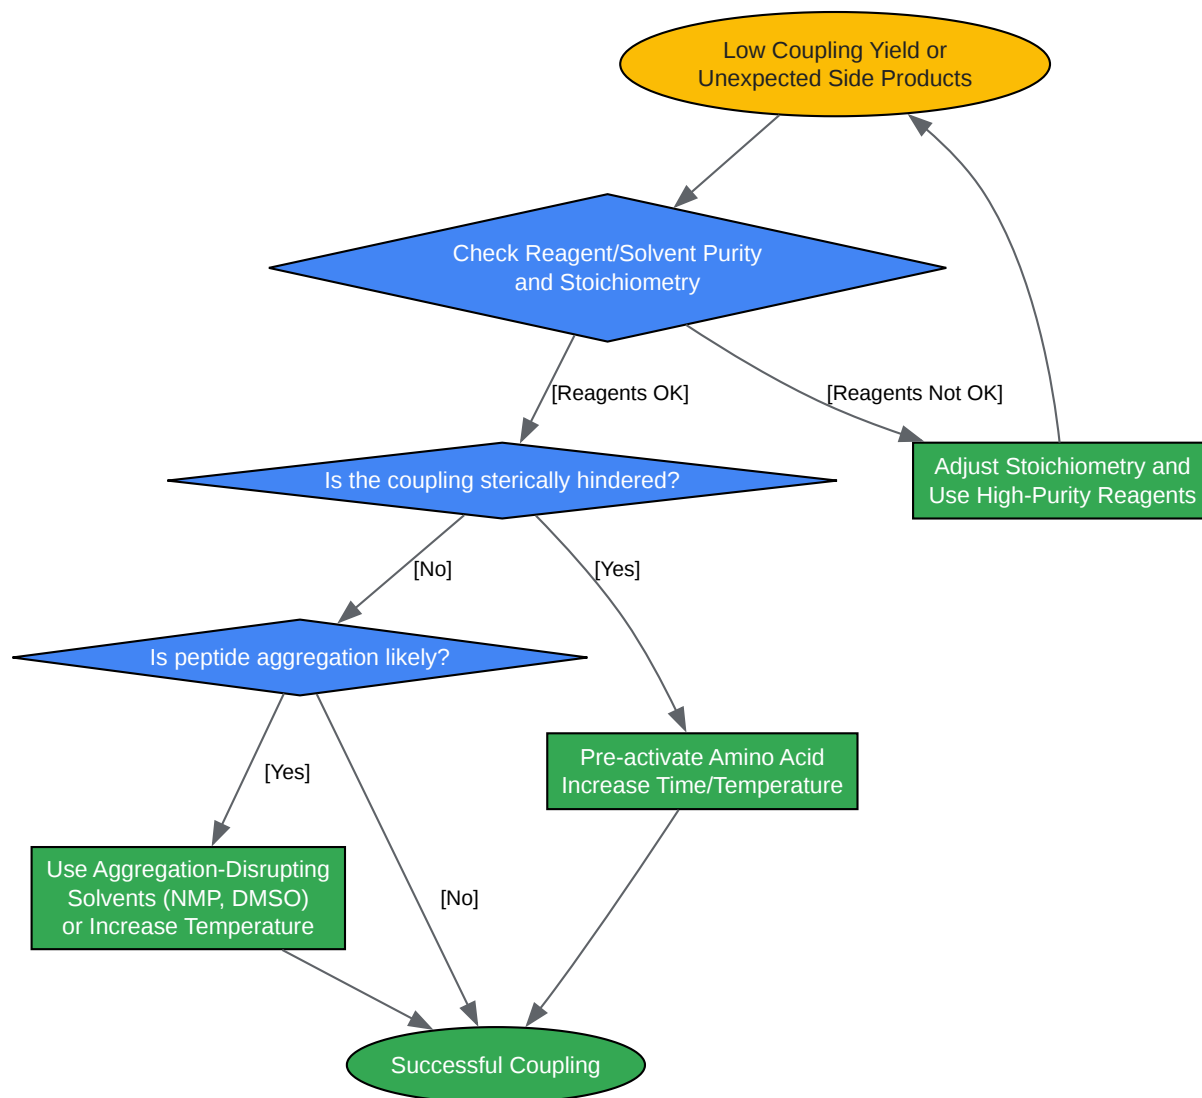 Low Coupling Yield or
Unexpected Side Products
Check Reagent/Solvent Purity
and Stoichiometry
[Reagents OK]
[Reagents Not OK]
Is the coupling sterically hindered?
Adjust Stoichiometry and
Use High-Purity Reagents
[No]
[Yes]
Is peptide aggregation likely?
Pre-activate Amino Acid
Increase Time/Temperature
[Yes]
Use Aggregation-Disrupting
Solvents (NMP, DMSO)
or Increase Temperature
[No]
Successful Coupling